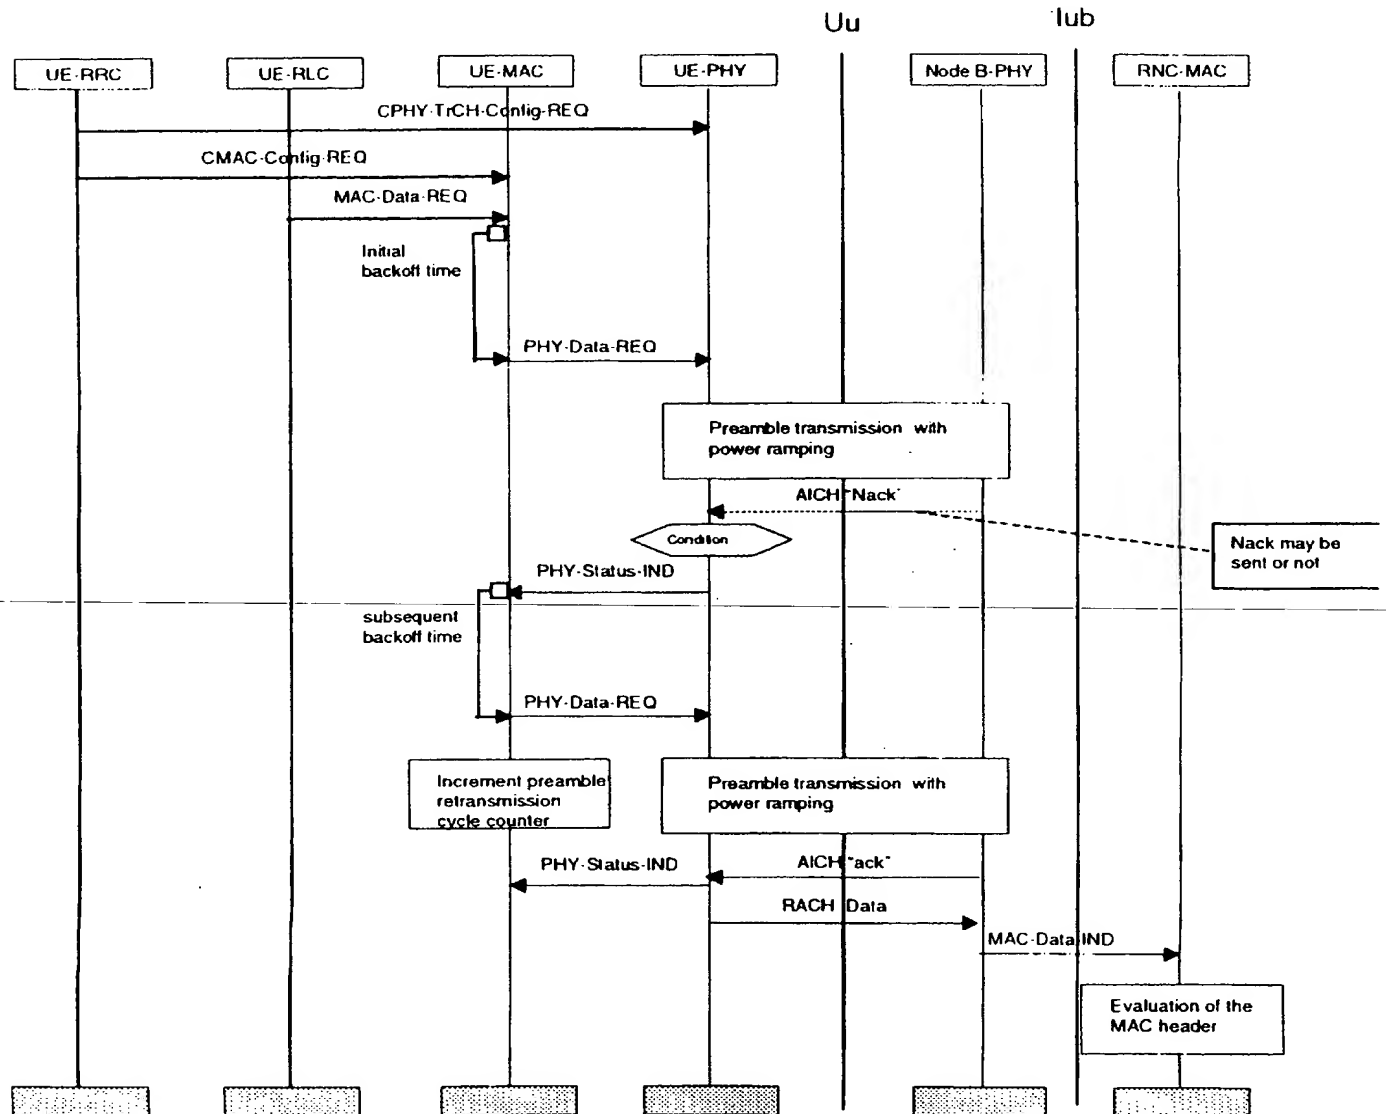 Uu
Iub
UE-RRC
UE-RLC
UE-MAC
UE-PHY
Node B-PHY
RNC-MAC
CPHY-TrCH-Config-REQ
CMAC-Config-REQ
MAC-Data-REQ
Initial
backoff time
PHY-Data-REQ
Preamble transmission with
power ramping
AICH "Nack"
Condition
Nack may be
sent or not
PHY-Status-IND
subsequent
backoff time
PHY-Data-REQ
Increment preamble
retransmission
cycle counter
Preamble transmission with
power ramping
PHY-Status-IND
AICH "ack"
RACH Data
MAC-Data-IND
Evaluation of the
MAC header